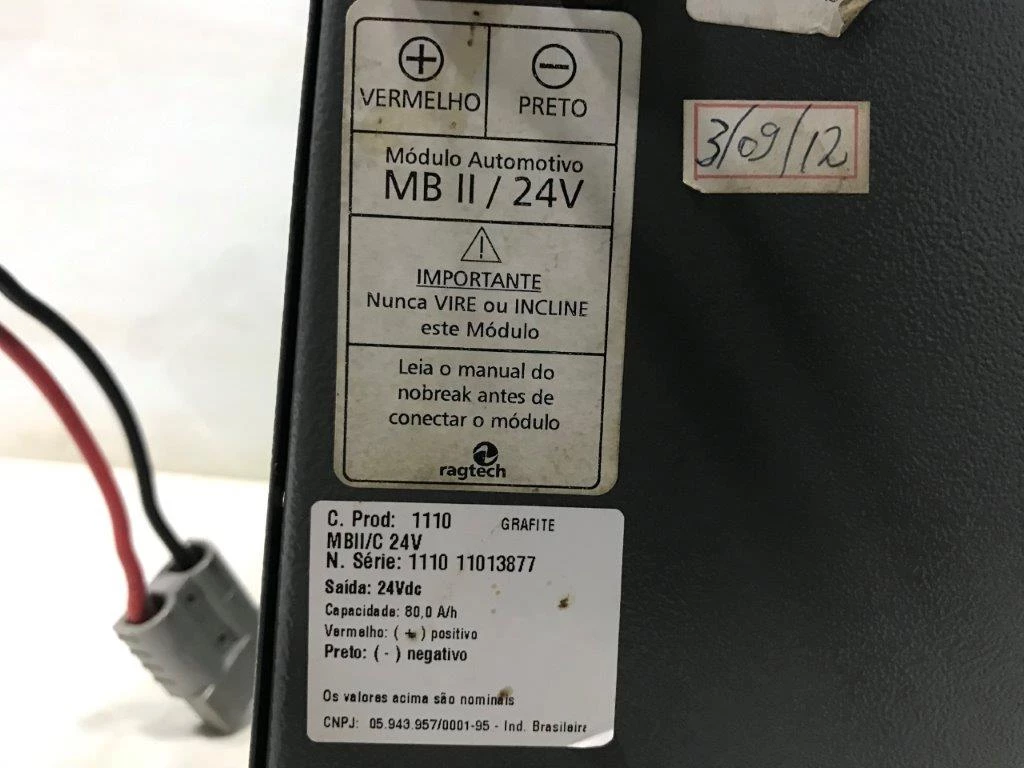 +
VERMELHO
-
PRETO
Módulo Automotivo
MB II / 24V
IMPORTANTE
Nunca VIRE ou INCLINE
este Módulo
Leia o manual do
nobreak antes de
conectar o módulo
ragtech
3/09/12
C. Prod: 1110 GRAFITE
MBII/C 24V
N. Série: 1110 11013877
Saída: 24Vdc
Capacidade: 80,0 A/h
Vermelho: ( + ) positivo
Preto: ( - ) negativo
Os valores acima são nominais
CNPJ: 05.943.957/0001-95 - Ind. Brasileira